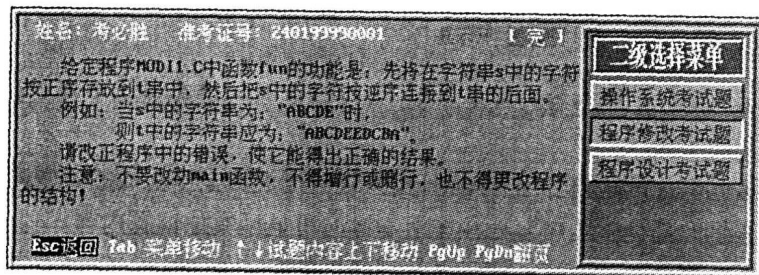 姓名：考必胜 准考证号：240199990001 【 完 】
给定程序MODI1.C中函数fun的功能是：先将在字符串s中的字符
按正序存放到t串中，然后把s中的字符按逆序连接到t串的后面。
例如：当s中的字符串为："ABCDE"时，
则t中的字符串应为："ABCDEEDCBA"。
请改正程序中的错误，使它能得出正确的结果。
注意：不要改动main函数，不得增行或删行，也不得更改程序
的结构！
Esc返回 Tab 菜单移动 ↑↓试题内容上下移动 PgUp PgDn翻页
二级选择菜单
操作系统考试题
程序修改考试题
程序设计考试题